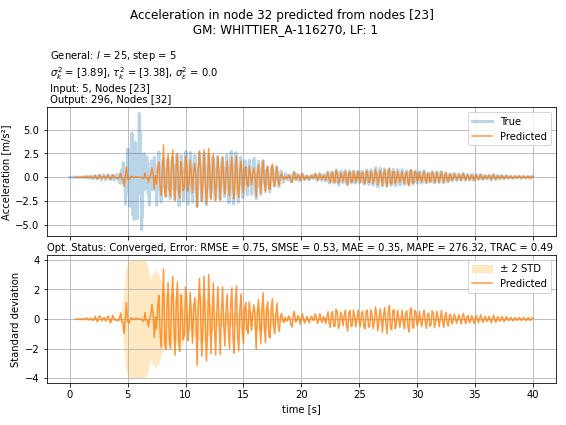 Acceleration in node 32 predicted from nodes [23]
GM: WHITTIER_A-116270, LF: 1
General: l = 25, step = 5
σ²ₖ = [3.89], τ²ₖ = [3.38], σ²ε = 0.0
Input: 5, Nodes [23]
Output: 296, Nodes [32]
Acceleration [m/s²]
5.0
2.5
0.0
−2.5
−5.0
True
Predicted
Opt. Status: Converged, Error: RMSE = 0.75, SMSE = 0.53, MAE = 0.35, MAPE = 276.32, TRAC = 0.49
Standard deviation
4
2
0
−2
−4
± 2 STD
Predicted
0 5 10 15 20 25 30 35 40
time [s]